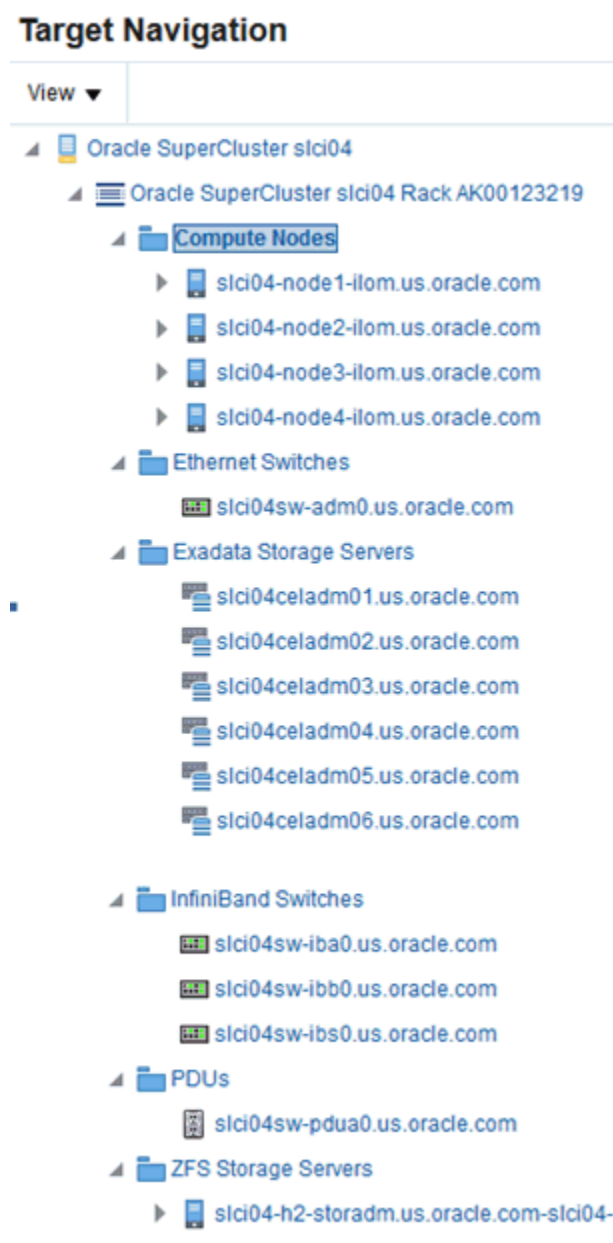 Target Navigation
View
Oracle SuperCluster slci04
Oracle SuperCluster slci04 Rack AK00123219
Compute Nodes
slci04-node1-ilom.us.oracle.com
slci04-node2-ilom.us.oracle.com
slci04-node3-ilom.us.oracle.com
slci04-node4-ilom.us.oracle.com
Ethernet Switches
slci04sw-adm0.us.oracle.com
Exadata Storage Servers
slci04celadm01.us.oracle.com
slci04celadm02.us.oracle.com
slci04celadm03.us.oracle.com
slci04celadm04.us.oracle.com
slci04celadm05.us.oracle.com
slci04celadm06.us.oracle.com
InfiniBand Switches
slci04sw-iba0.us.oracle.com
slci04sw-ibb0.us.oracle.com
slci04sw-ibs0.us.oracle.com
PDUs
slci04sw-pdua0.us.oracle.com
ZFS Storage Servers
slci04-h2-storadm.us.oracle.com-slci04-